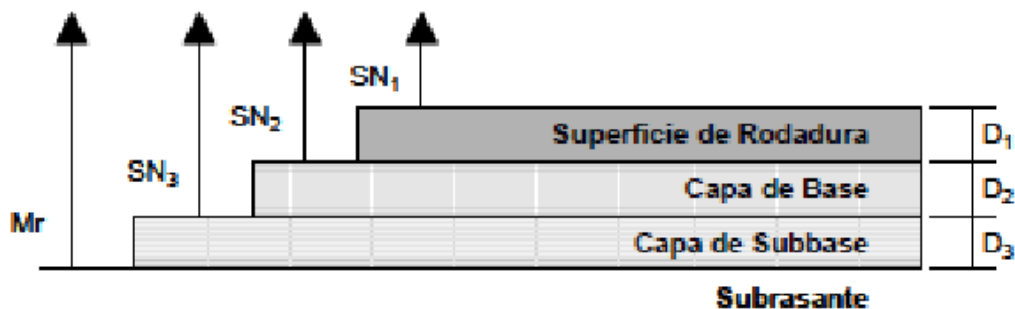 SN₁
SN₂
SN₃
Mr
Superficie de Rodadura
D₁
Capa de Base
D₂
Capa de Subbase
D₃
Subrasante